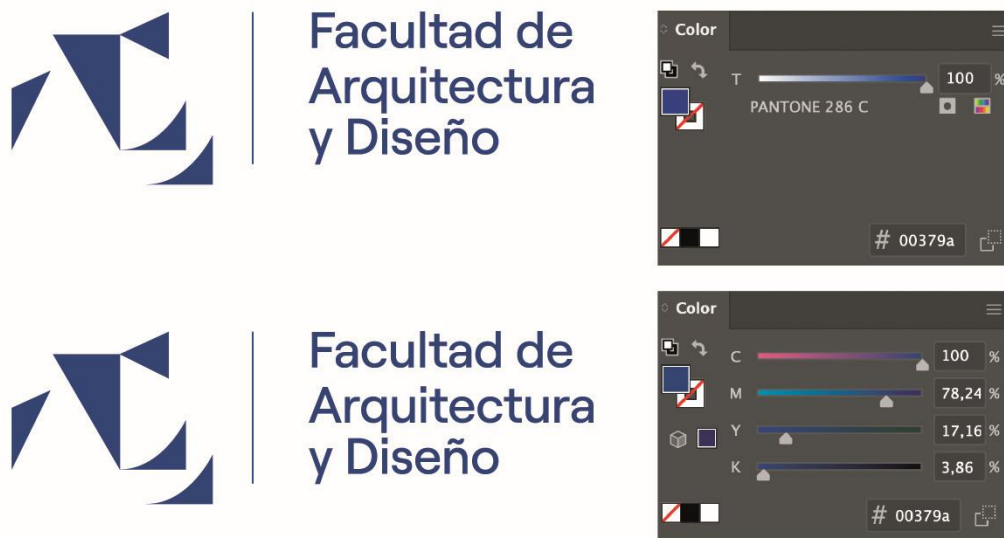 Facultad de
Arquitectura
y Diseño
Color
T 100 %
PANTONE 286 C
# 00379a
Facultad de
Arquitectura
y Diseño
Color
C 100 %
M 78,24 %
Y 17,16 %
K 3,86 %
# 00379a